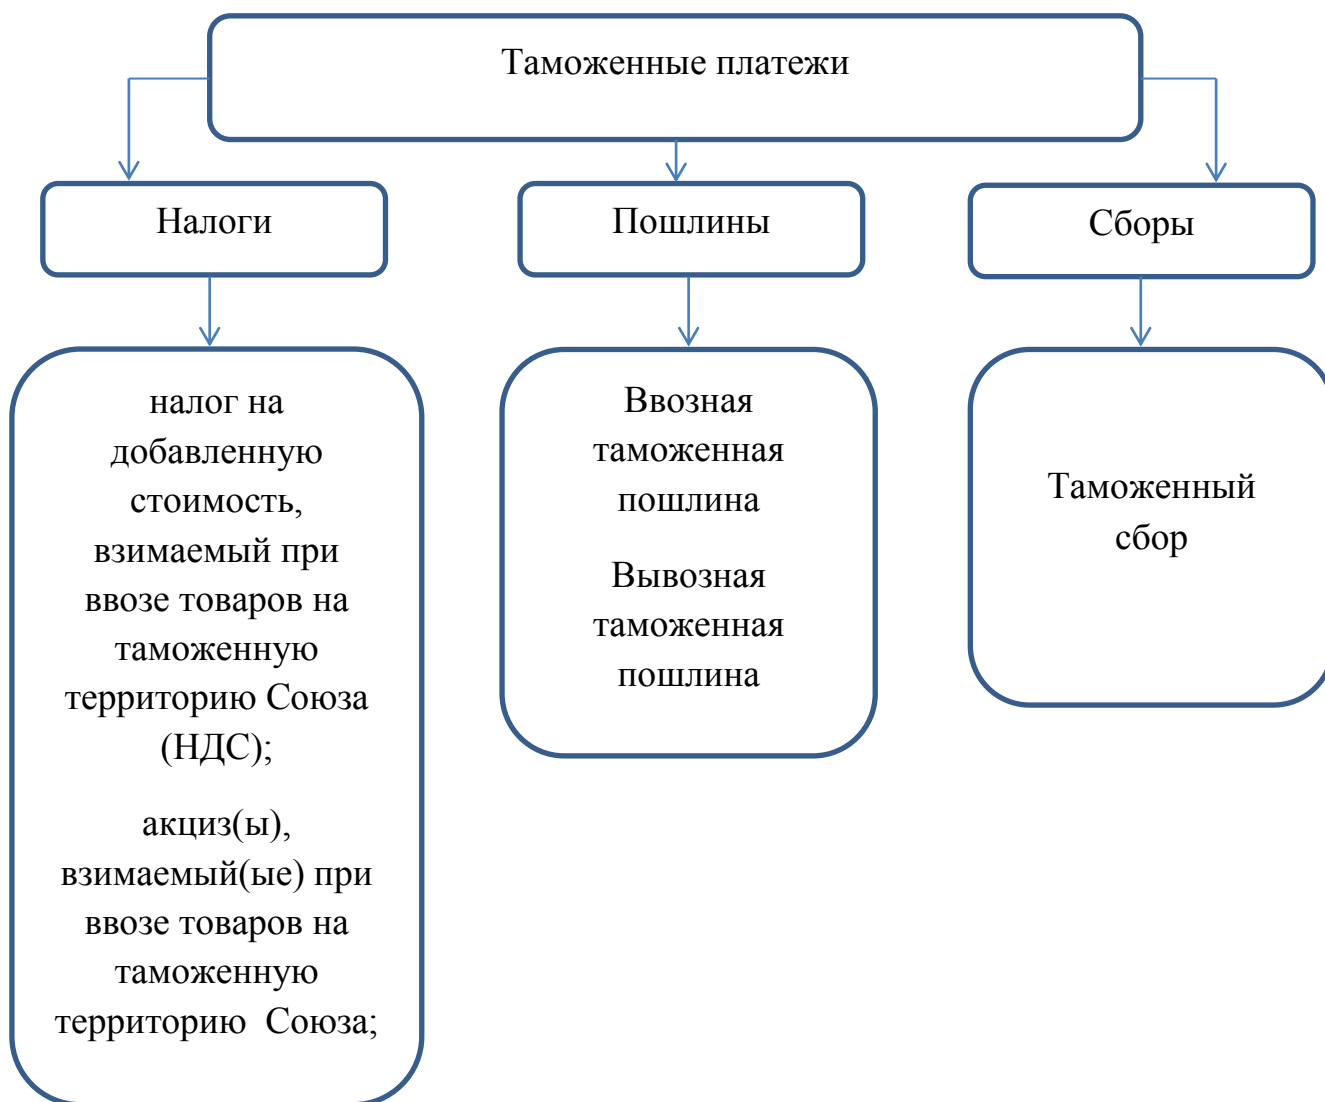 Таможенные платежи
Налоги
Пошлины
Сборы
налог на
добавленную
стоимость,
взимаемый при
ввозе товаров на
таможенную
территорию Союза
(НДС);
акциз(ы),
взимаемый(ые) при
ввозе товаров на
таможенную
территорию  Союза;
Ввозная
таможенная
пошлина
Вывозная
таможенная
пошлина
Таможенный
сбор